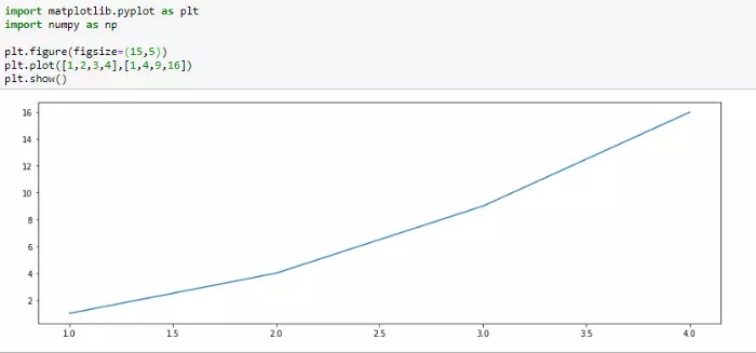 import matplotlib.pyplot as plt
import numpy as np
plt.figure(figsize=(15,5))
plt.plot([1,2,3,4],[1,4,9,16])
plt.show()
16
14
12
10
8
6
4
2
1.0 1.5 2.0 2.5 3.0 3.5 4.0